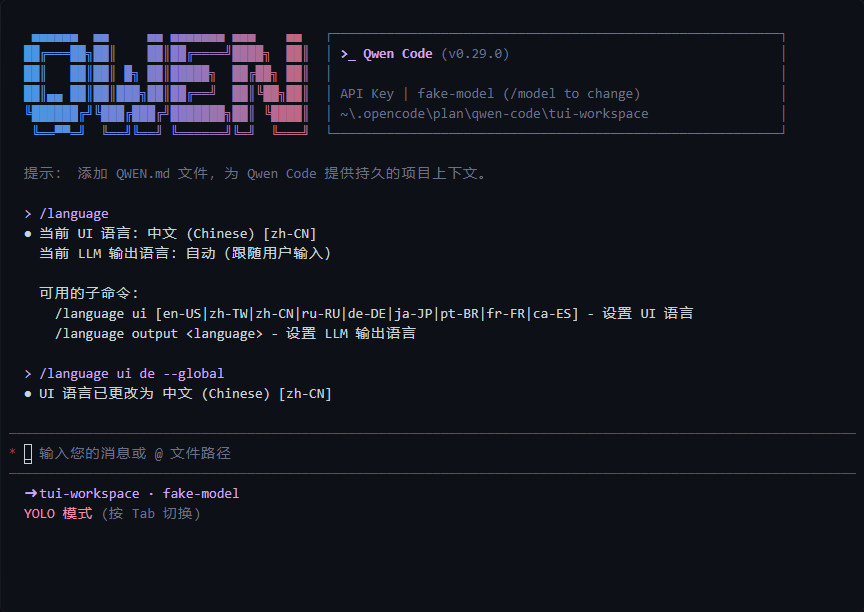 QWEN
>_ Qwen Code (v0.29.0)
API Key | fake-model (/model to change)
~\.opencode\plan\qwen-code\tui-workspace
提示: 添加 QWEN.md 文件, 为 Qwen Code 提供持久的项目上下文。
> /language
● 当前 UI 语言: 中文 (Chinese) [zh-CN]
当前 LLM 输出语言: 自动 (跟随用户输入)
可用的子命令:
/language ui [en-US|zh-TW|zh-CN|ru-RU|de-DE|ja-JP|pt-BR|fr-FR|ca-ES] - 设置 UI 语言
/language output <language> - 设置 LLM 输出语言
> /language ui de --global
● UI 语言已更改为 中文 (Chinese) [zh-CN]
* 输入您的消息或 @ 文件路径
➜tui-workspace · fake-model
YOLO 模式 (按 Tab 切换)